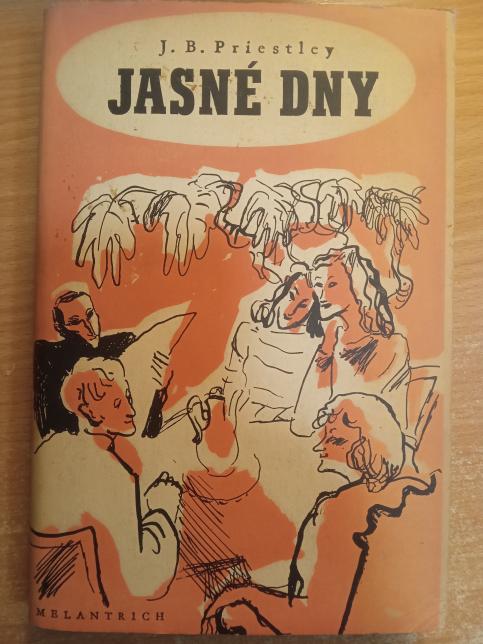 J. B. Priestley
JASNÉ DNY
MELANTRICH